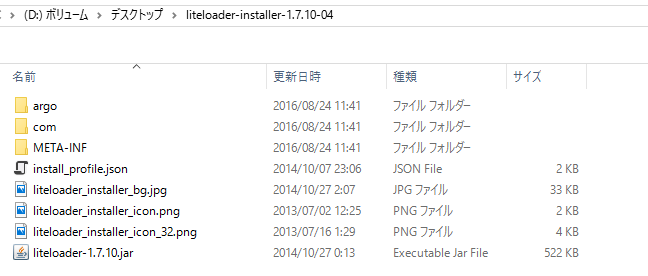 (D:) ボリューム > デスクトップ > liteloader-installer-1.7.10-04
名前 更新日時 種類 サイズ
argo 2016/08/24 11:41 ファイル フォルダー
com 2016/08/24 11:41 ファイル フォルダー
META-INF 2016/08/24 11:41 ファイル フォルダー
install_profile.json 2014/10/07 23:06 JSON File 2 KB
liteloader_installer_bg.jpg 2014/10/27 2:07 JPG ファイル 33 KB
liteloader_installer_icon.png 2013/07/02 12:25 PNG ファイル 2 KB
liteloader_installer_icon_32.png 2013/07/16 1:29 PNG ファイル 4 KB
liteloader-1.7.10.jar 2014/10/27 0:13 Executable Jar File 522 KB